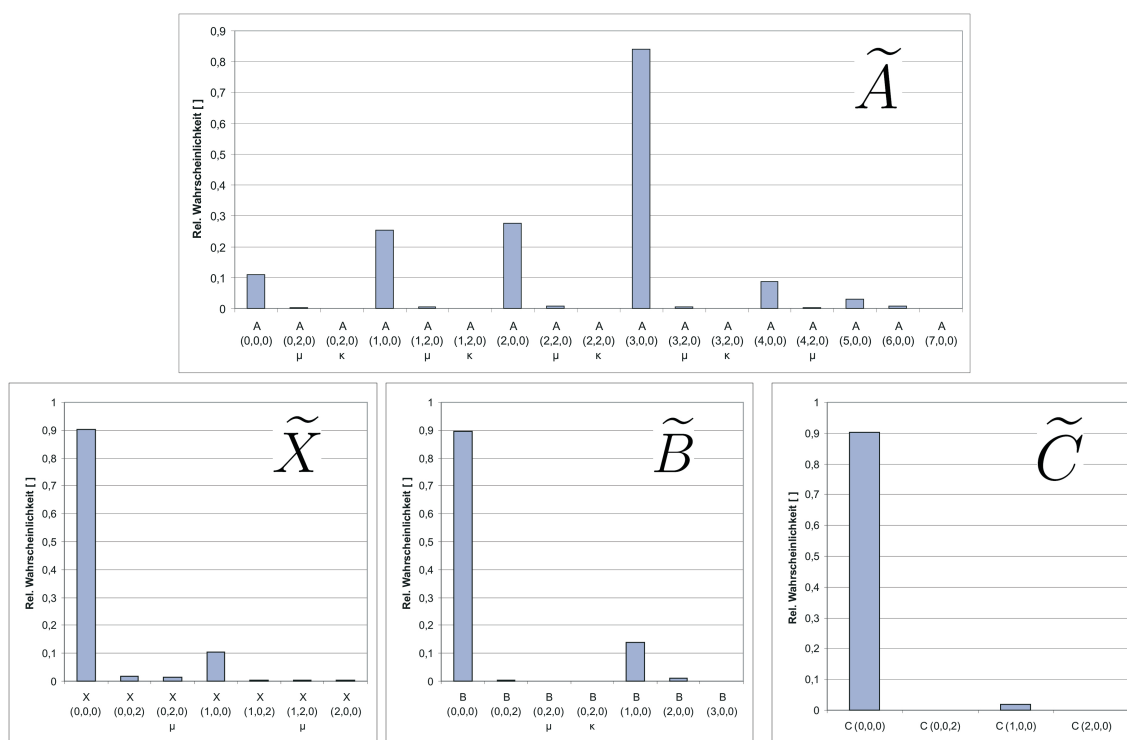 0,9
0,8
0,7
0,6
0,5
0,4
0,3
0,2
0,1
0
Rel. Wahrscheinlichkeit [ ]
Ã
A A A A A A A A A A A A A A A A A
(0,0,0) (0,2,0) (0,2,0) (1,0,0) (1,2,0) (1,2,0) (2,0,0) (2,2,0) (2,2,0) (3,0,0) (3,2,0) (3,2,0) (4,0,0) (4,2,0) (5,0,0) (6,0,0) (7,0,0)
μ κ μ κ μ κ μ κ μ
1
0,9
0,8
0,7
0,6
0,5
0,4
0,3
0,2
0,1
0
Rel. Wahrscheinlichkeit [ ]
X̃
X X X X X X X
(0,0,0) (0,0,2) (0,2,0) (1,0,0) (1,0,2) (1,2,0) (2,0,0)
μ μ
1
0,9
0,8
0,7
0,6
0,5
0,4
0,3
0,2
0,1
0
Rel. Wahrscheinlichkeit [ ]
B̃
B B B B B B B
(0,0,0) (0,0,2) (0,2,0) (0,2,0) (1,0,0) (2,0,0) (3,0,0)
μ κ
1
0,9
0,8
0,7
0,6
0,5
0,4
0,3
0,2
0,1
0
Rel. Wahrscheinlichkeit [ ]
C̃
C (0,0,0) C (0,0,2) C (1,0,0) C (2,0,0)